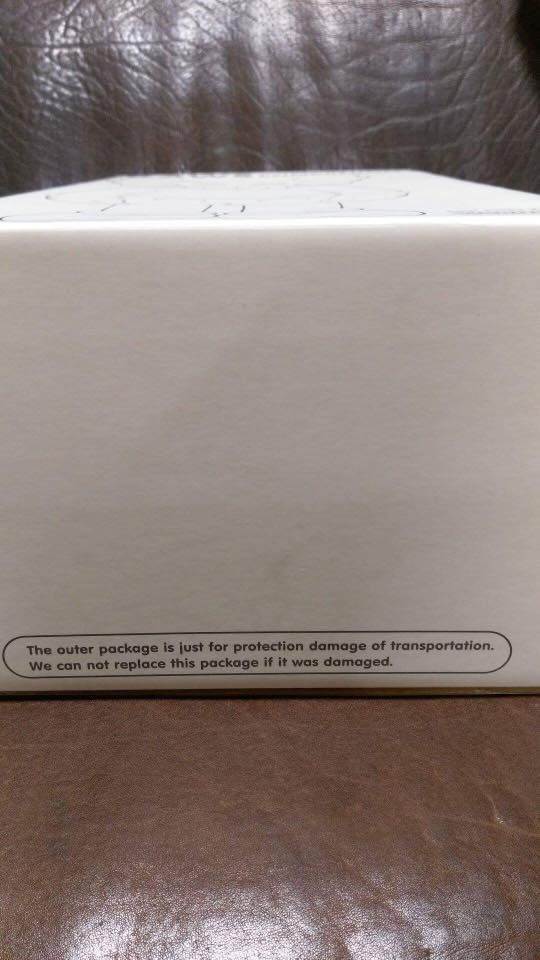 The outer package is just for protection damage of transportation.
We can not replace this package if it was damaged.